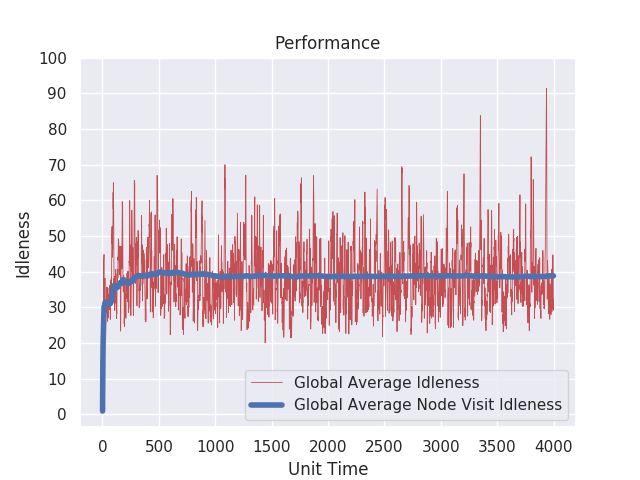 Performance
100
90
80
70
60
50
40
30
20
10
0
Idleness
Global Average Idleness
Global Average Node Visit Idleness
0 500 1000 1500 2000 2500 3000 3500 4000
Unit Time